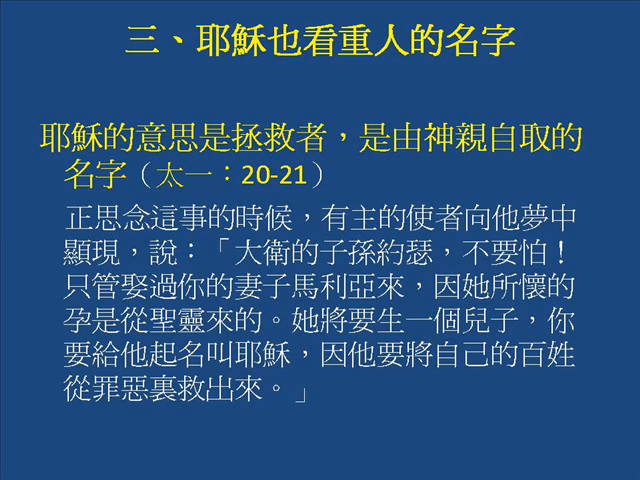 三、耶穌也看重人的名字
耶穌的意思是拯救者，是由神親自取的
名字（太一：20-21）
正思念這事的時候，有主的使者向他夢中
顯現，說：「大衛的子孫約瑟，不要怕！
只管娶過你的妻子馬利亞來，因她所懷的
孕是從聖靈來的。她將要生一個兒子，你
要給他起名叫耶穌，因他要將自己的百姓
從罪惡裏救出來。」